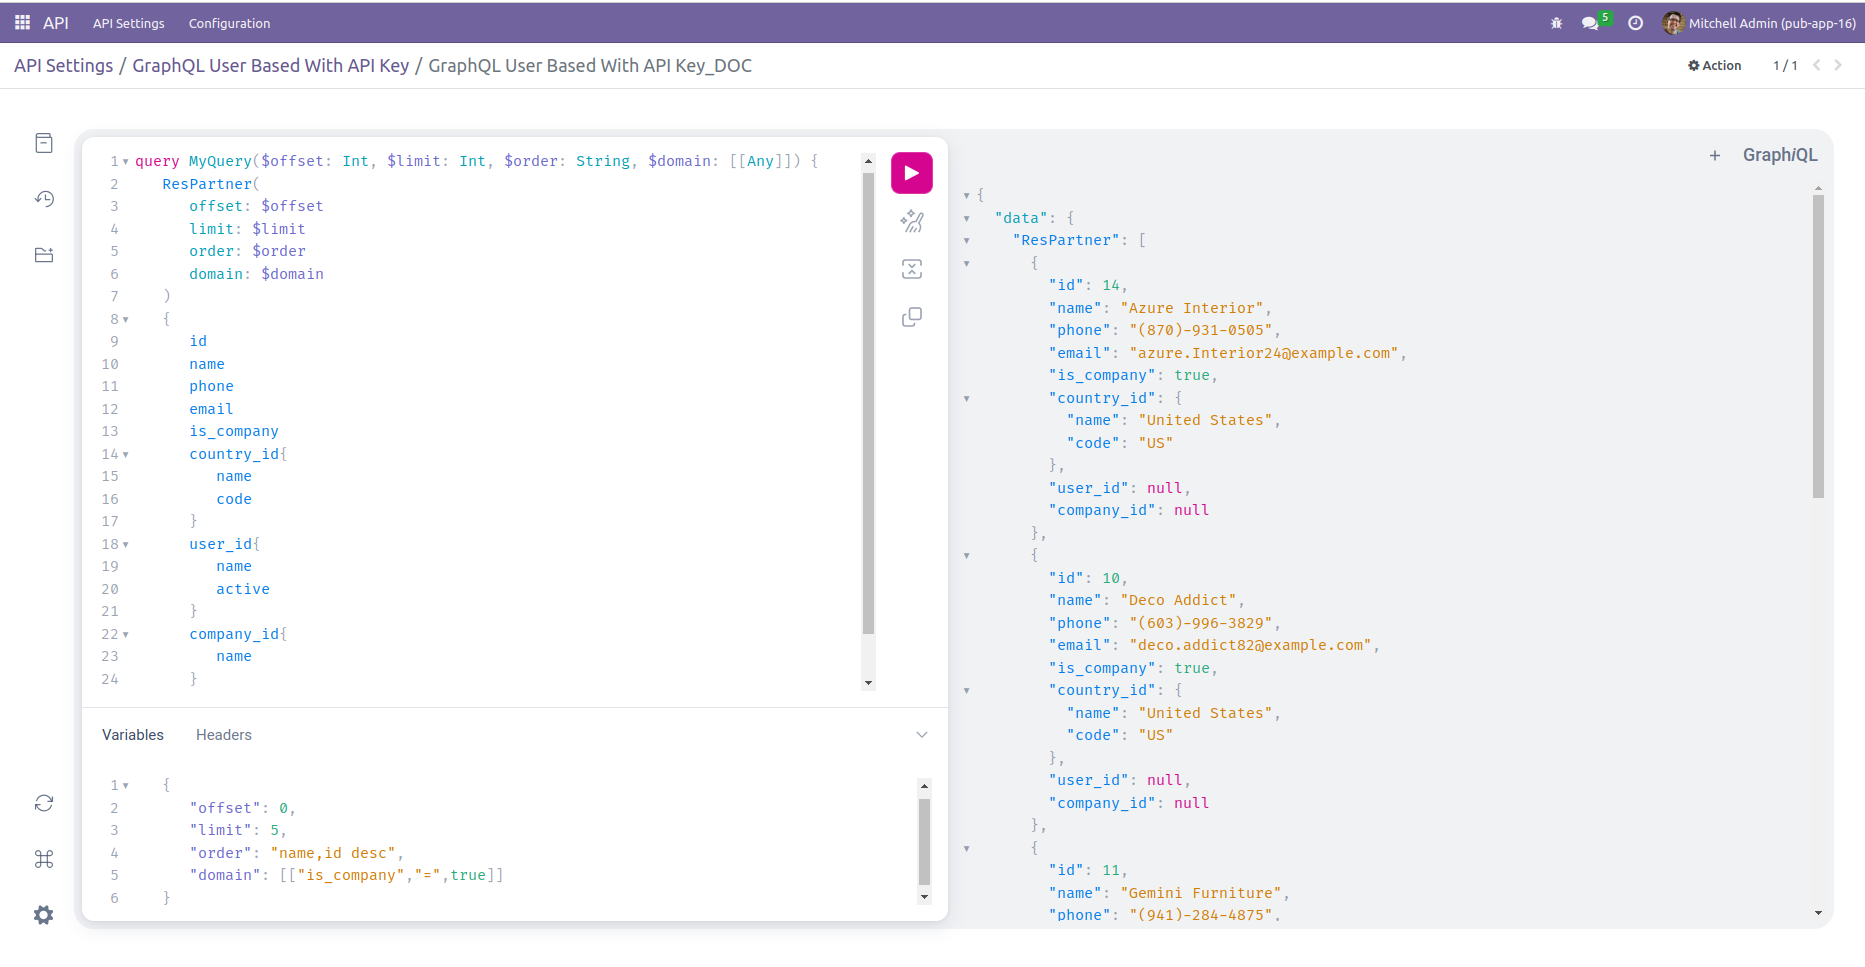 API API Settings Configuration 5 Mitchell Admin (pub-app-16)
API Settings / GraphQL User Based With API Key / GraphQL User Based With API Key_DOC Action 1 / 1
1 query MyQuery($offset: Int, $limit: Int, $order: String, $domain: [[Any]]) {
2 ResPartner(
3 offset: $offset
4 limit: $limit
5 order: $order
6 domain: $domain
7 )
8 {
9 id
10 name
11 phone
12 email
13 is_company
14 country_id{
15 name
16 code
17 }
18 user_id{
19 name
20 active
21 }
22 company_id{
23 name
24 }
Variables Headers
1 {
2 "offset": 0,
3 "limit": 5,
4 "order": "name,id desc",
5 "domain": [["is_company","=",true]]
6 }
+ GraphiQL
{
"data": {
"ResPartner": [
{
"id": 14,
"name": "Azure Interior",
"phone": "(870)-931-0505",
"email": "azure.Interior24@example.com",
"is_company": true,
"country_id": {
"name": "United States",
"code": "US"
},
"user_id": null,
"company_id": null
},
{
"id": 10,
"name": "Deco Addict",
"phone": "(603)-996-3829",
"email": "deco.addict82@example.com",
"is_company": true,
"country_id": {
"name": "United States",
"code": "US"
},
"user_id": null,
"company_id": null
},
{
"id": 11,
"name": "Gemini Furniture",
"phone": "(941)-284-4875",